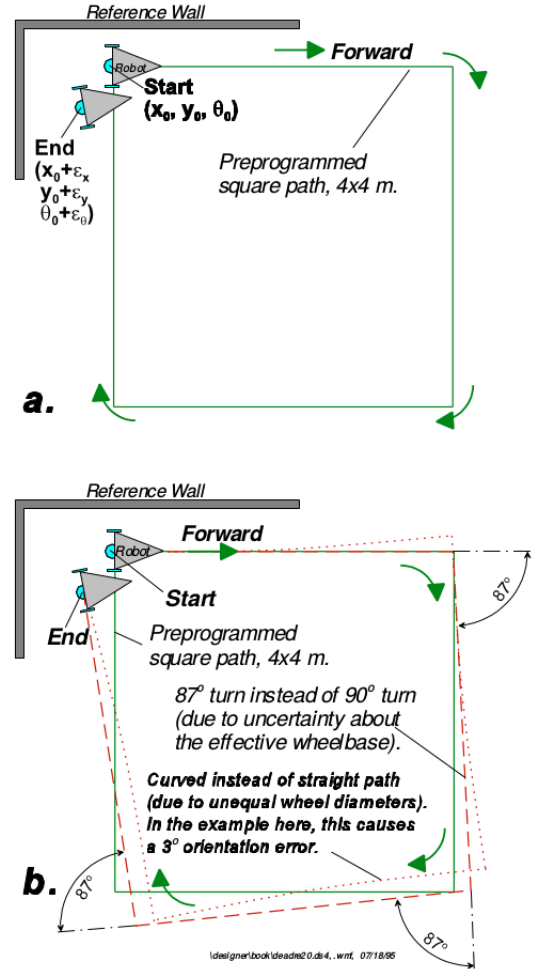 Reference Wall
Robot
Forward
Start
(x₀, y₀, θ₀)
End
(x₀+εₓ
y₀+ε_y
θ₀+ε_θ)
Preprogrammed
square path, 4x4 m.
a.
Reference Wall
Robot
Forward
Start
End
Preprogrammed
square path, 4x4 m.
87°
87° turn instead of 90° turn
(due to uncertainty about
the effective wheelbase).
Curved instead of straight path
(due to unequal wheel diameters).
In the example here, this causes
a 3° orientation error.
b.
87°
87°
\designer\book\deadre20.ds4, .wmf, 07/18/95